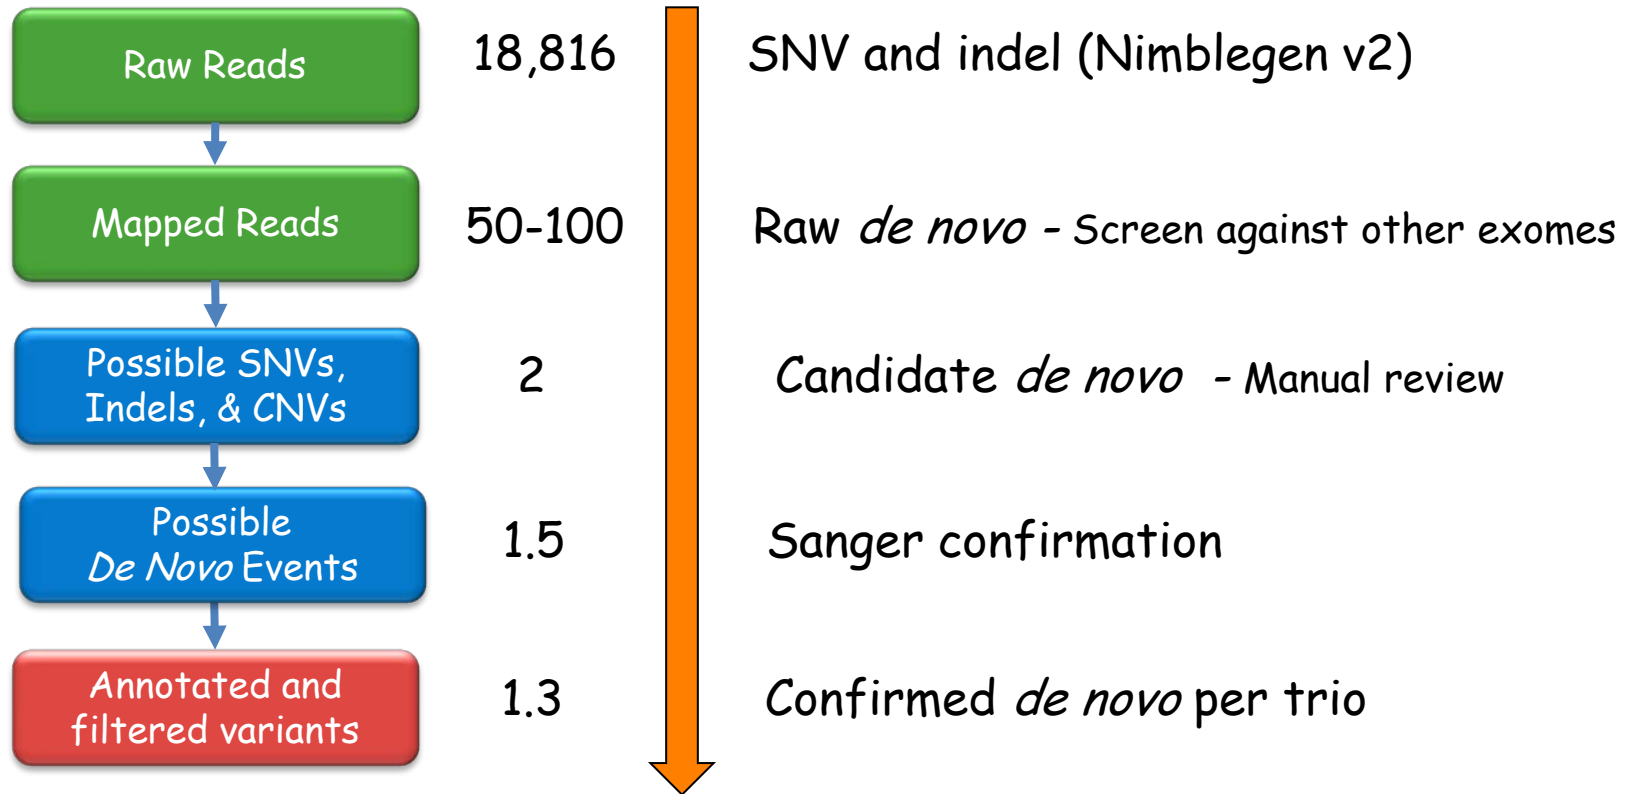 Raw Reads
18,816
SNV and indel (Nimblegen v2)
Mapped Reads
50-100
Raw de novo - Screen against other exomes
Possible SNVs,
Indels, & CNVs
2
Candidate de novo - Manual review
Possible
De Novo Events
1.5
Sanger confirmation
Annotated and
filtered variants
1.3
Confirmed de novo per trio